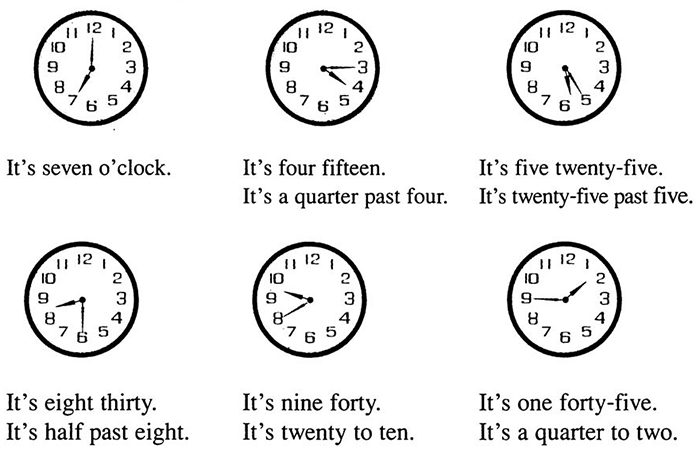 11 12 1
10 2
9 3
8 4
7 6 5
11 12 1
10 2
9 3
8 4
7 6 5
11 12 1
10 2
9 3
8 4
7 6 5
It's seven o'clock.
It's four fifteen.
It's a quarter past four.
It's five twenty-five.
It's twenty-five past five.
11 12 1
10 2
9 3
8 4
7 6 5
11 12 1
10 2
9 3
8 4
7 6 5
11 12 1
10 2
9 3
8 4
7 6 5
It's eight thirty.
It's half past eight.
It's nine forty.
It's twenty to ten.
It's one forty-five.
It's a quarter to two.